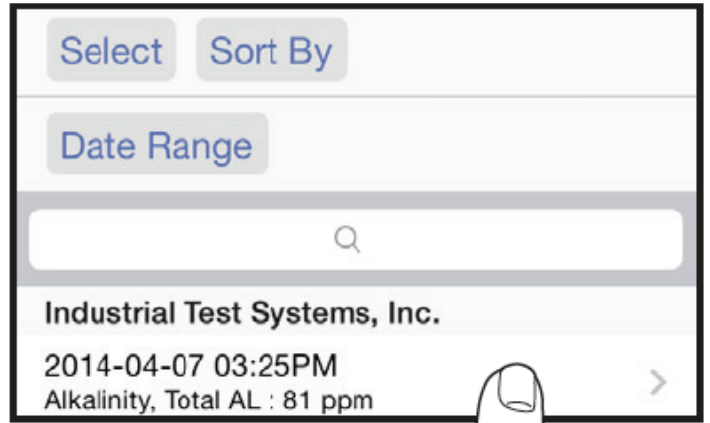 Select Sort By
Date Range
Industrial Test Systems, Inc.
2014-04-07 03:25PM
Alkalinity, Total AL : 81 ppm